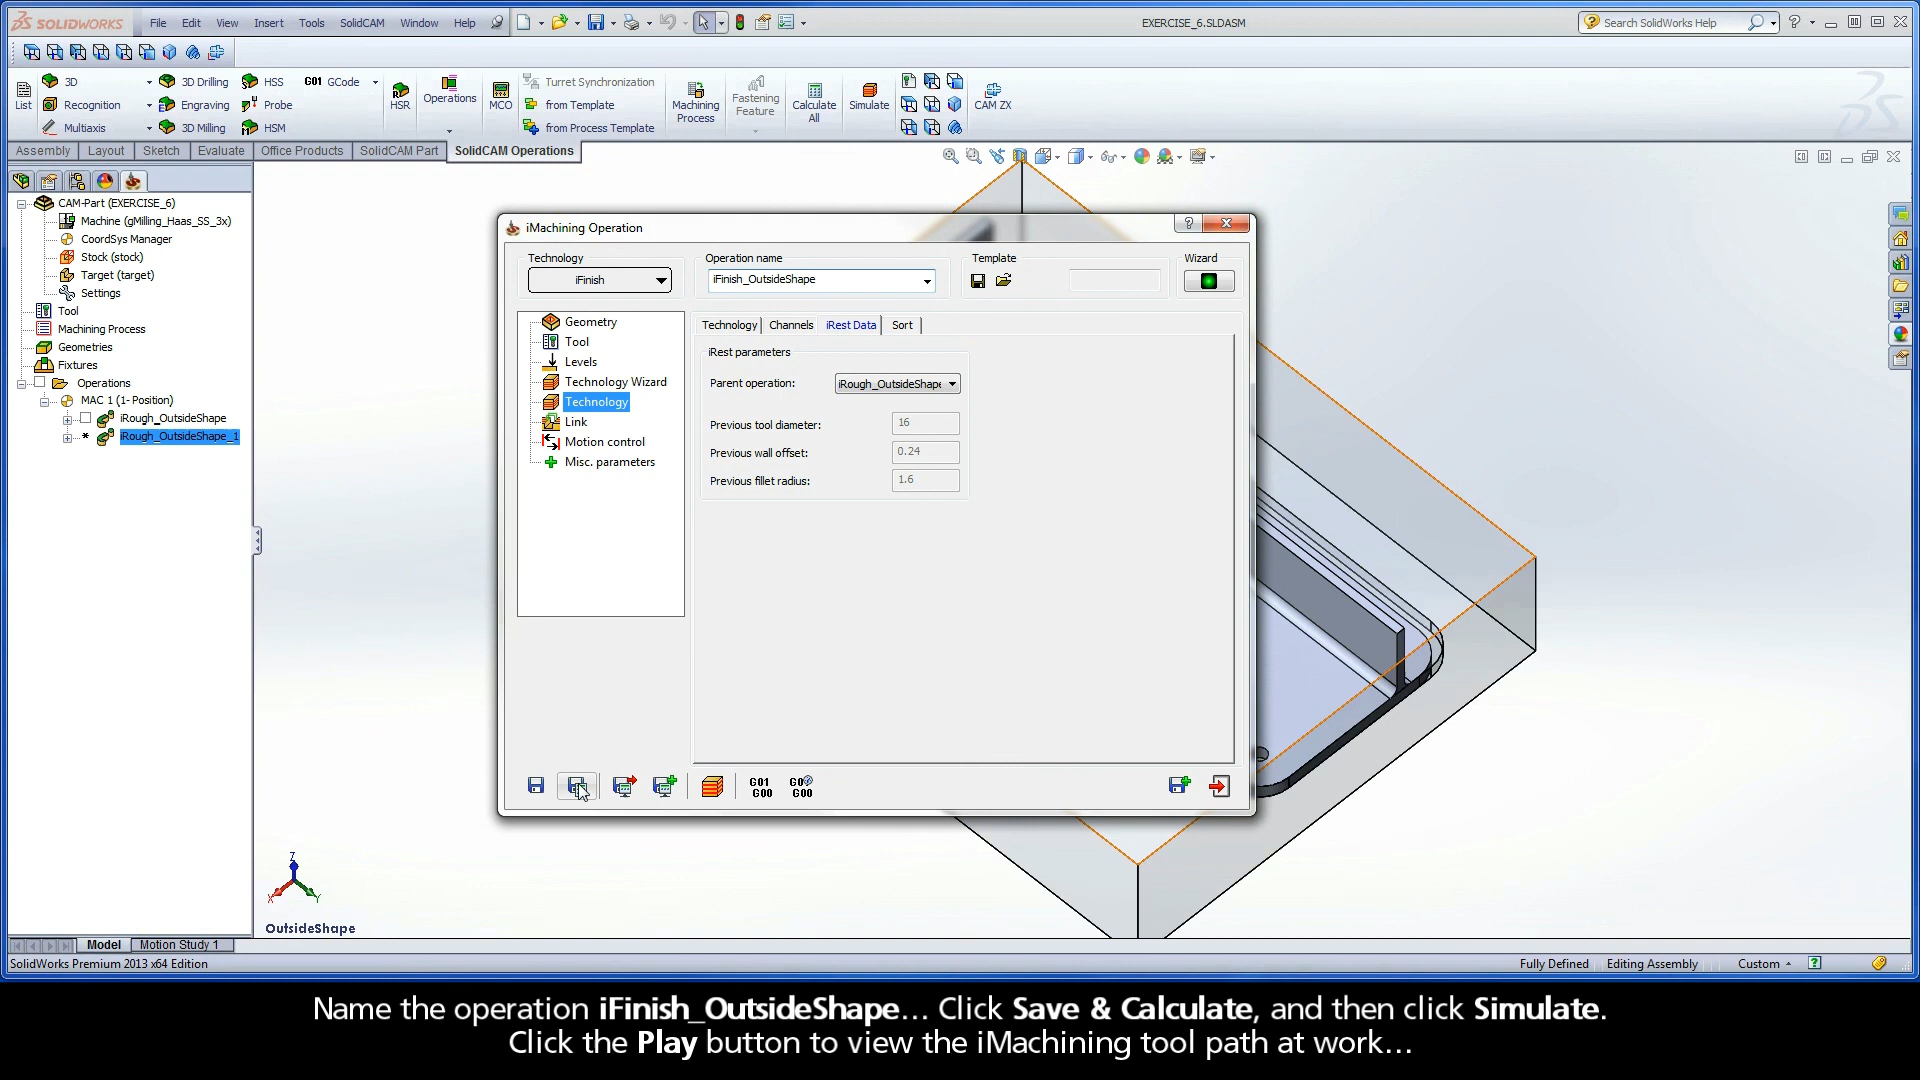 SOLIDWORKS File Edit View Insert Tools SolidCAM Window Help EXERCISE_6.SLDASM Search SolidWorks Help
List 3D 3D Drilling HSS G01 GCode HSR Operations MCO Turret Synchronization Machining Process Fastening Feature Calculate All Simulate CAM ZX
Recognition Engraving Probe from Template
Multiaxis 3D Milling HSM from Process Template
Assembly Layout Sketch Evaluate Office Products SolidCAM Part SolidCAM Operations
CAM-Part (EXERCISE_6)
Machine (gMilling_Haas_SS_3x)
CoordSys Manager
Stock (stock)
Target (target)
Settings
Tool
Machining Process
Geometries
Fixtures
Operations
MAC 1 (1- Position)
iRough_OutsideShape
* iRough_OutsideShape_1
iMachining Operation
Technology Operation name Template Wizard
iFinish iFinish_OutsideShape
Geometry
Tool
Levels
Technology Wizard
Technology
Link
Motion control
Misc. parameters
Technology Channels iRest Data Sort
iRest parameters
Parent operation: iRough_OutsideShape
Previous tool diameter: 16
Previous wall offset: 0.24
Previous fillet radius: 1.6
G01 G00
G00
Z
X Y
OutsideShape
Model Motion Study 1
SolidWorks Premium 2013 x64 Edition Fully Defined Editing Assembly Custom
Name the operation iFinish_OutsideShape... Click Save & Calculate, and then click Simulate.
Click the Play button to view the iMachining tool path at work...